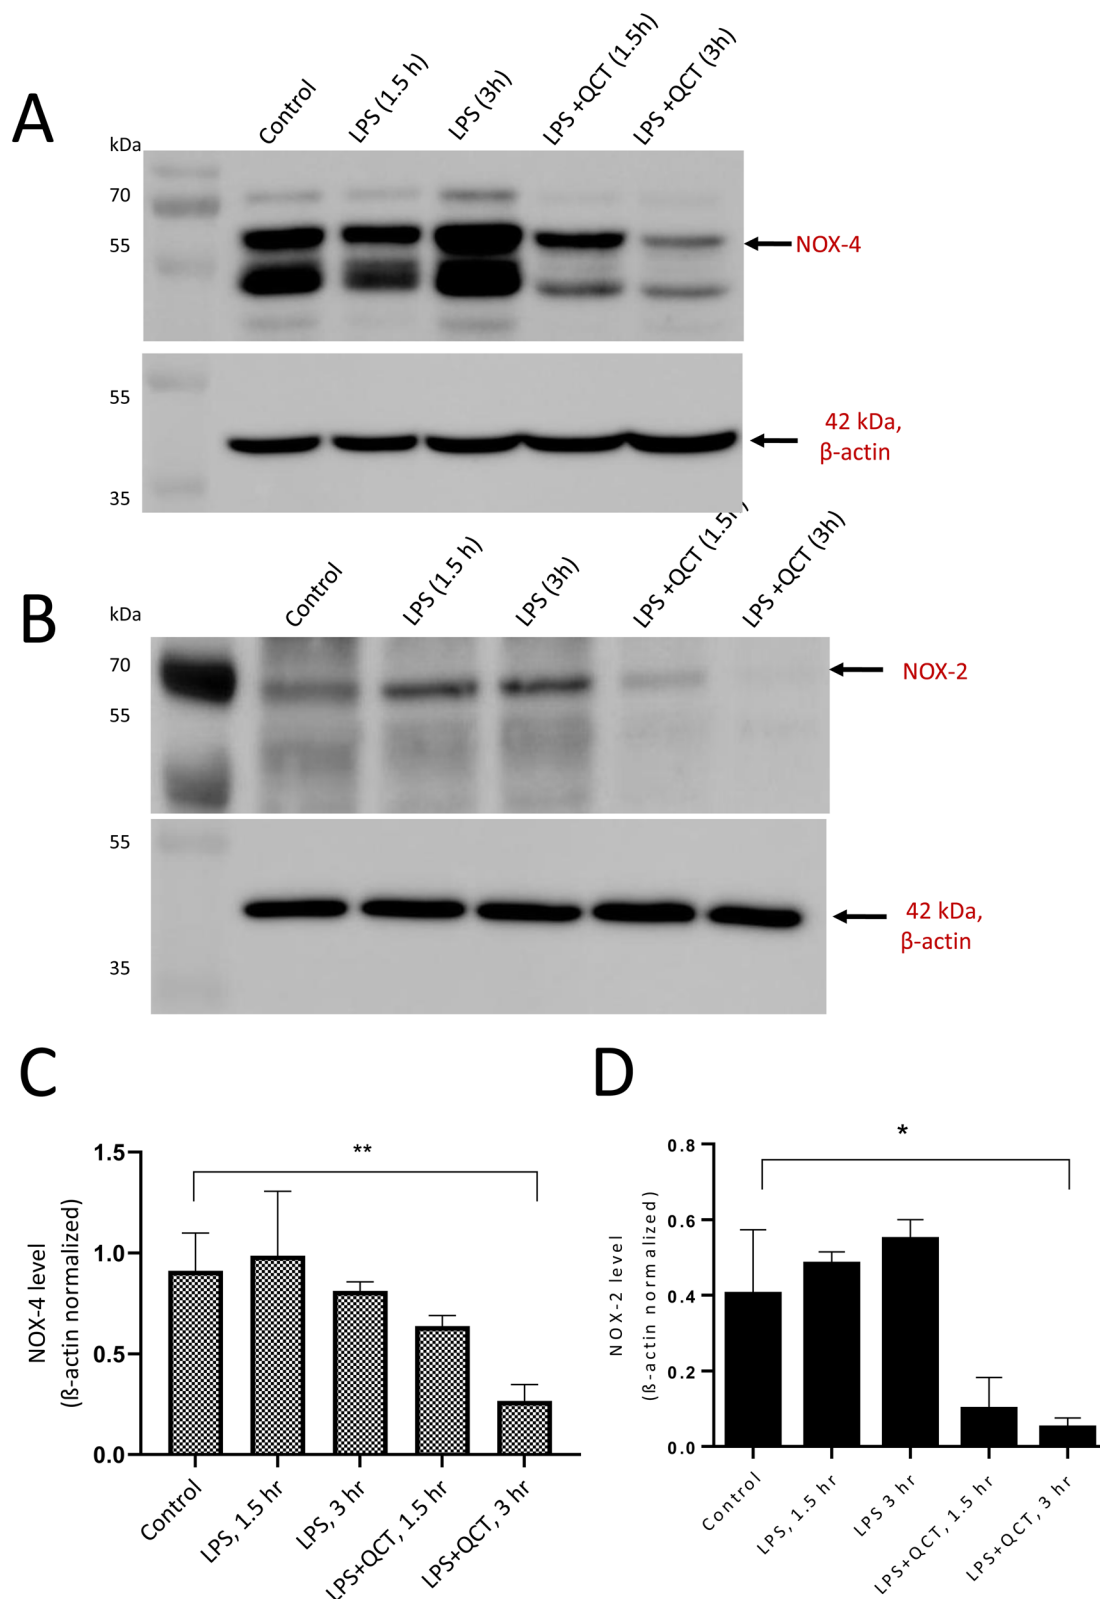 A
Control
LPS (1.5 h)
LPS (3h)
LPS +QCT (1.5h)
LPS +QCT (3h)
kDa
70
55
NOX-4
55
42 kDa,
β-actin
35
B
Control
LPS (1.5 h)
LPS (3h)
LPS +QCT (1.5h)
LPS +QCT (3h)
kDa
70
NOX-2
55
55
42 kDa,
β-actin
35
C
**
1.5
1.0
0.5
0.0
NOX-4 level
(ß-actin normalized)
Control
LPS, 1.5 hr
LPS, 3 hr
LPS+QCT, 1.5 hr
LPS+QCT, 3 hr
D
*
0.8
0.6
0.4
0.2
0.0
NOX-2 level
(ß-actin normalized)
Control
LPS, 1.5 hr
LPS 3 hr
LPS+QCT, 1.5 hr
LPS+QCT, 3 hr